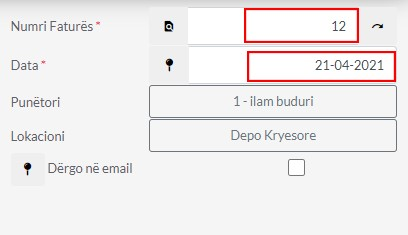 Numri Faturës * 12
Data * 21-04-2021
Punëtori 1 - ilam buduri
Lokacioni Depo Kryesore
Dërgo në email